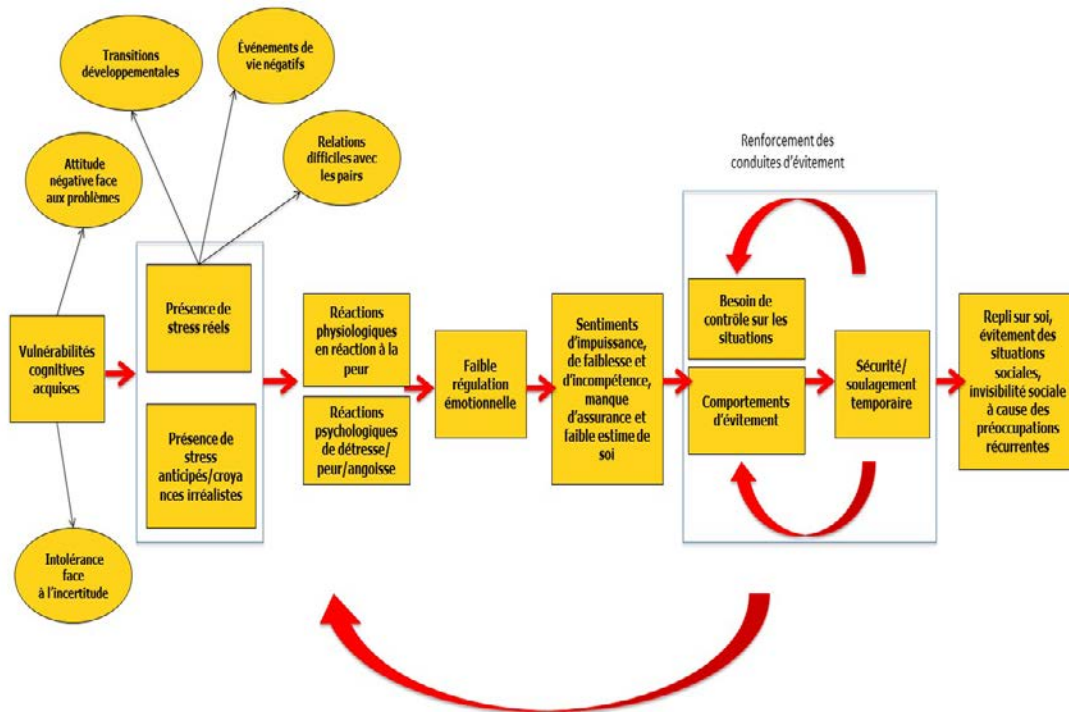 Transitions
développementales
Événements de
vie négatifs
Relations
difficiles avec
les pairs
Attitude
négative face
aux problèmes
Renforcement des
conduites d'évitement
Vulnérabilités
cognitives
acquises
Présence de
stress réels
Présence de
stress
anticipés/croya
nces irréalistes
Intolérance
face
à l'incertitude
Réactions
physiologiques
en réaction à la
peur
Réactions
psychologiques
de détresse/
peur/angoisse
Faible
régulation
émotionnelle
Sentiments
d'impuissance,
de faiblesse et
d'incompétence,
manque
d'assurance et
faible estime de
soi
Besoin de
contrôle sur les
situations
Comportements
d'évitement
Sécurité/
soulagement
temporaire
Repli sur soi,
évitement des
situations
sociales,
invisibilité sociale
à cause des
préoccupations
récurrentes